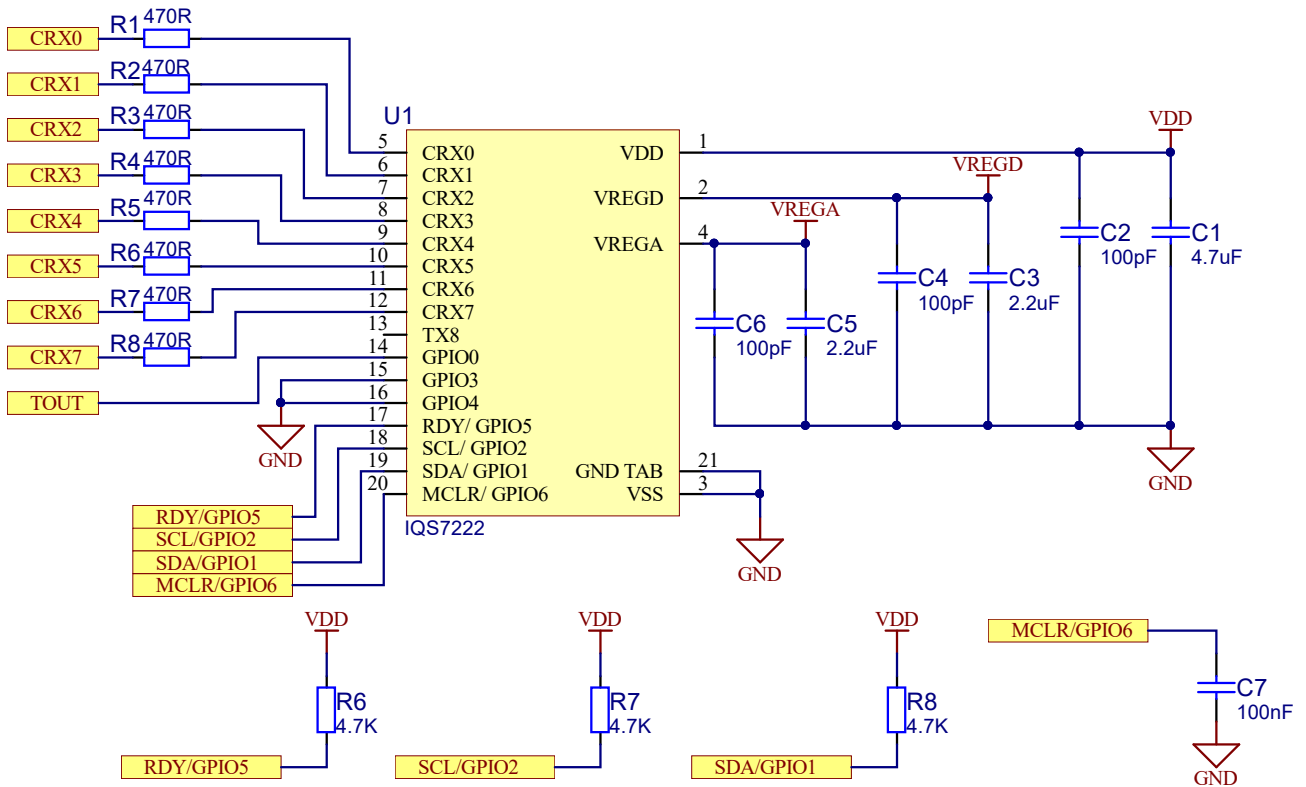 CRX0 R1 470R
CRX1 R2 470R
CRX2 R3 470R
CRX3 R4 470R
CRX4 R5 470R
CRX5 R6 470R
CRX6 R7 470R
CRX7 R8 470R
TOUT
GND
U1
5 CRX0
6 CRX1
7 CRX2
8 CRX3
9 CRX4
10 CRX5
11 CRX6
12 CRX7
13 TX8
14 GPIO0
15 GPIO3
16 GPIO4
17 RDY/ GPIO5
18 SCL/ GPIO2
19 SDA/ GPIO1
20 MCLR/ GPIO6
VDD 1
VREGD 2
VREGA 4
GND TAB 21
VSS 3
IQS7222
VDD
VREGD
VREGA
C2
100pF
C1
4.7uF
C4
100pF
C3
2.2uF
C6
100pF
C5
2.2uF
GND
GND
RDY/GPIO5
SCL/GPIO2
SDA/GPIO1
MCLR/GPIO6
VDD
R6
4.7K
RDY/GPIO5
VDD
R7
4.7K
SCL/GPIO2
VDD
R8
4.7K
SDA/GPIO1
MCLR/GPIO6
C7
100nF
GND